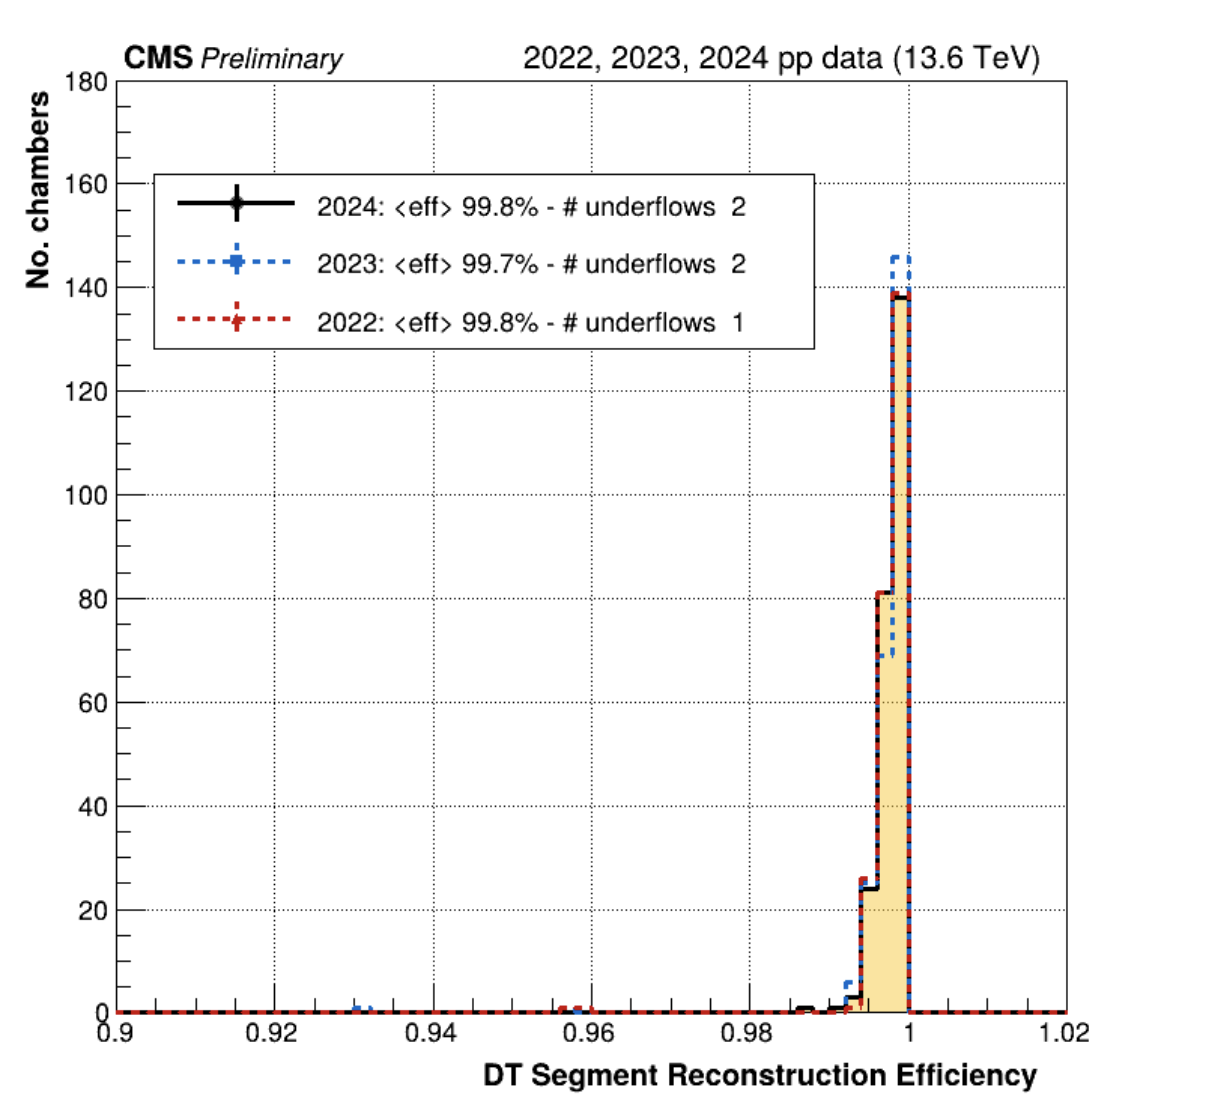 CMS Preliminary 2022, 2023, 2024 pp data (13.6 TeV)
No. chambers
180
160
140
120
100
80
60
40
20
0
2024: <eff> 99.8% - # underflows 2
2023: <eff> 99.7% - # underflows 2
2022: <eff> 99.8% - # underflows 1
0.9 0.92 0.94 0.96 0.98 1 1.02
DT Segment Reconstruction Efficiency